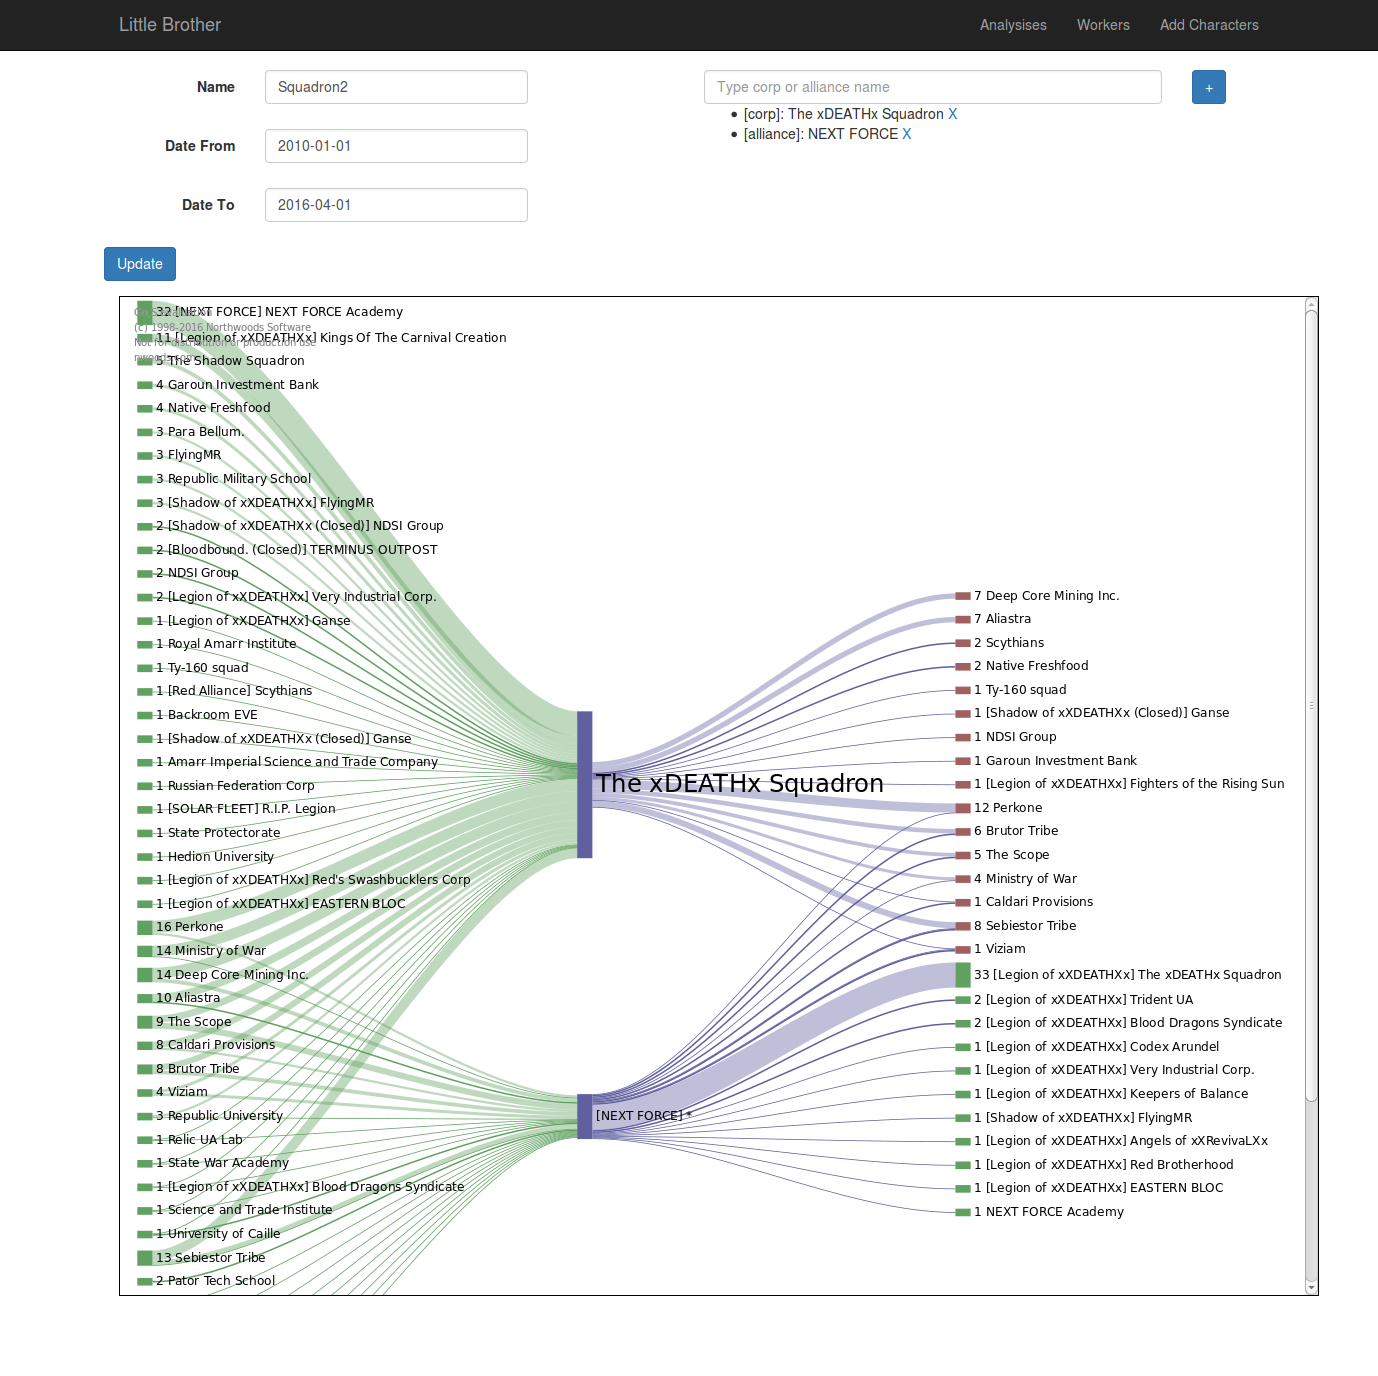 Little Brother
Analysises
Workers
Add Characters
Name
Squadron2
Type corp or alliance name
+
[corp]: The xDEATHx Squadron X
[alliance]: NEXT FORCE X
Date From
2010-01-01
Date To
2016-04-01
Update
32 [NEXT FORCE] NEXT FORCE Academy
(c) 1998-2016 Northwoods Software
11 [Legion of xXDEATHXx] Kings Of The Carnival Creation
Not for distribution or production use
5 The Shadow Squadron
4 Garoun Investment Bank
4 Native Freshfood
3 Para Bellum.
3 FlyingMR
3 Republic Military School
3 [Shadow of xXDEATHXx] FlyingMR
2 [Shadow of xXDEATHXx (Closed)] NDSI Group
2 [Bloodbound. (Closed)] TERMINUS OUTPOST
2 NDSI Group
2 [Legion of xXDEATHXx] Very Industrial Corp.
1 [Legion of xXDEATHXx] Ganse
1 Royal Amarr Institute
1 Ty-160 squad
1 [Red Alliance] Scythians
1 Backroom EVE
1 [Shadow of xXDEATHXx (Closed)] Ganse
1 Amarr Imperial Science and Trade Company
1 Russian Federation Corp
1 [SOLAR FLEET] R.I.P. Legion
1 State Protectorate
1 Hedion University
1 [Legion of xXDEATHXx] Red's Swashbucklers Corp
1 [Legion of xXDEATHXx] EASTERN BLOC
16 Perkone
14 Ministry of War
14 Deep Core Mining Inc.
10 Aliastra
9 The Scope
8 Caldari Provisions
8 Brutor Tribe
4 Viziam
3 Republic University
1 Relic UA Lab
1 State War Academy
1 [Legion of xXDEATHXx] Blood Dragons Syndicate
1 Science and Trade Institute
1 University of Caille
13 Sebiestor Tribe
2 Pator Tech School
The xDEATHx Squadron
[NEXT FORCE] *
7 Deep Core Mining Inc.
7 Aliastra
2 Scythians
2 Native Freshfood
1 Ty-160 squad
1 [Shadow of xXDEATHXx (Closed)] Ganse
1 NDSI Group
1 Garoun Investment Bank
1 [Legion of xXDEATHXx] Fighters of the Rising Sun
12 Perkone
6 Brutor Tribe
5 The Scope
4 Ministry of War
1 Caldari Provisions
8 Sebiestor Tribe
1 Viziam
33 [Legion of xXDEATHXx] The xDEATHx Squadron
2 [Legion of xXDEATHXx] Trident UA
2 [Legion of xXDEATHXx] Blood Dragons Syndicate
1 [Legion of xXDEATHXx] Codex Arundel
1 [Legion of xXDEATHXx] Very Industrial Corp.
1 [Legion of xXDEATHXx] Keepers of Balance
1 [Shadow of xXDEATHXx] FlyingMR
1 [Legion of xXDEATHXx] Angels of xXRevivaLXx
1 [Legion of xXDEATHXx] Red Brotherhood
1 [Legion of xXDEATHXx] EASTERN BLOC
1 NEXT FORCE Academy